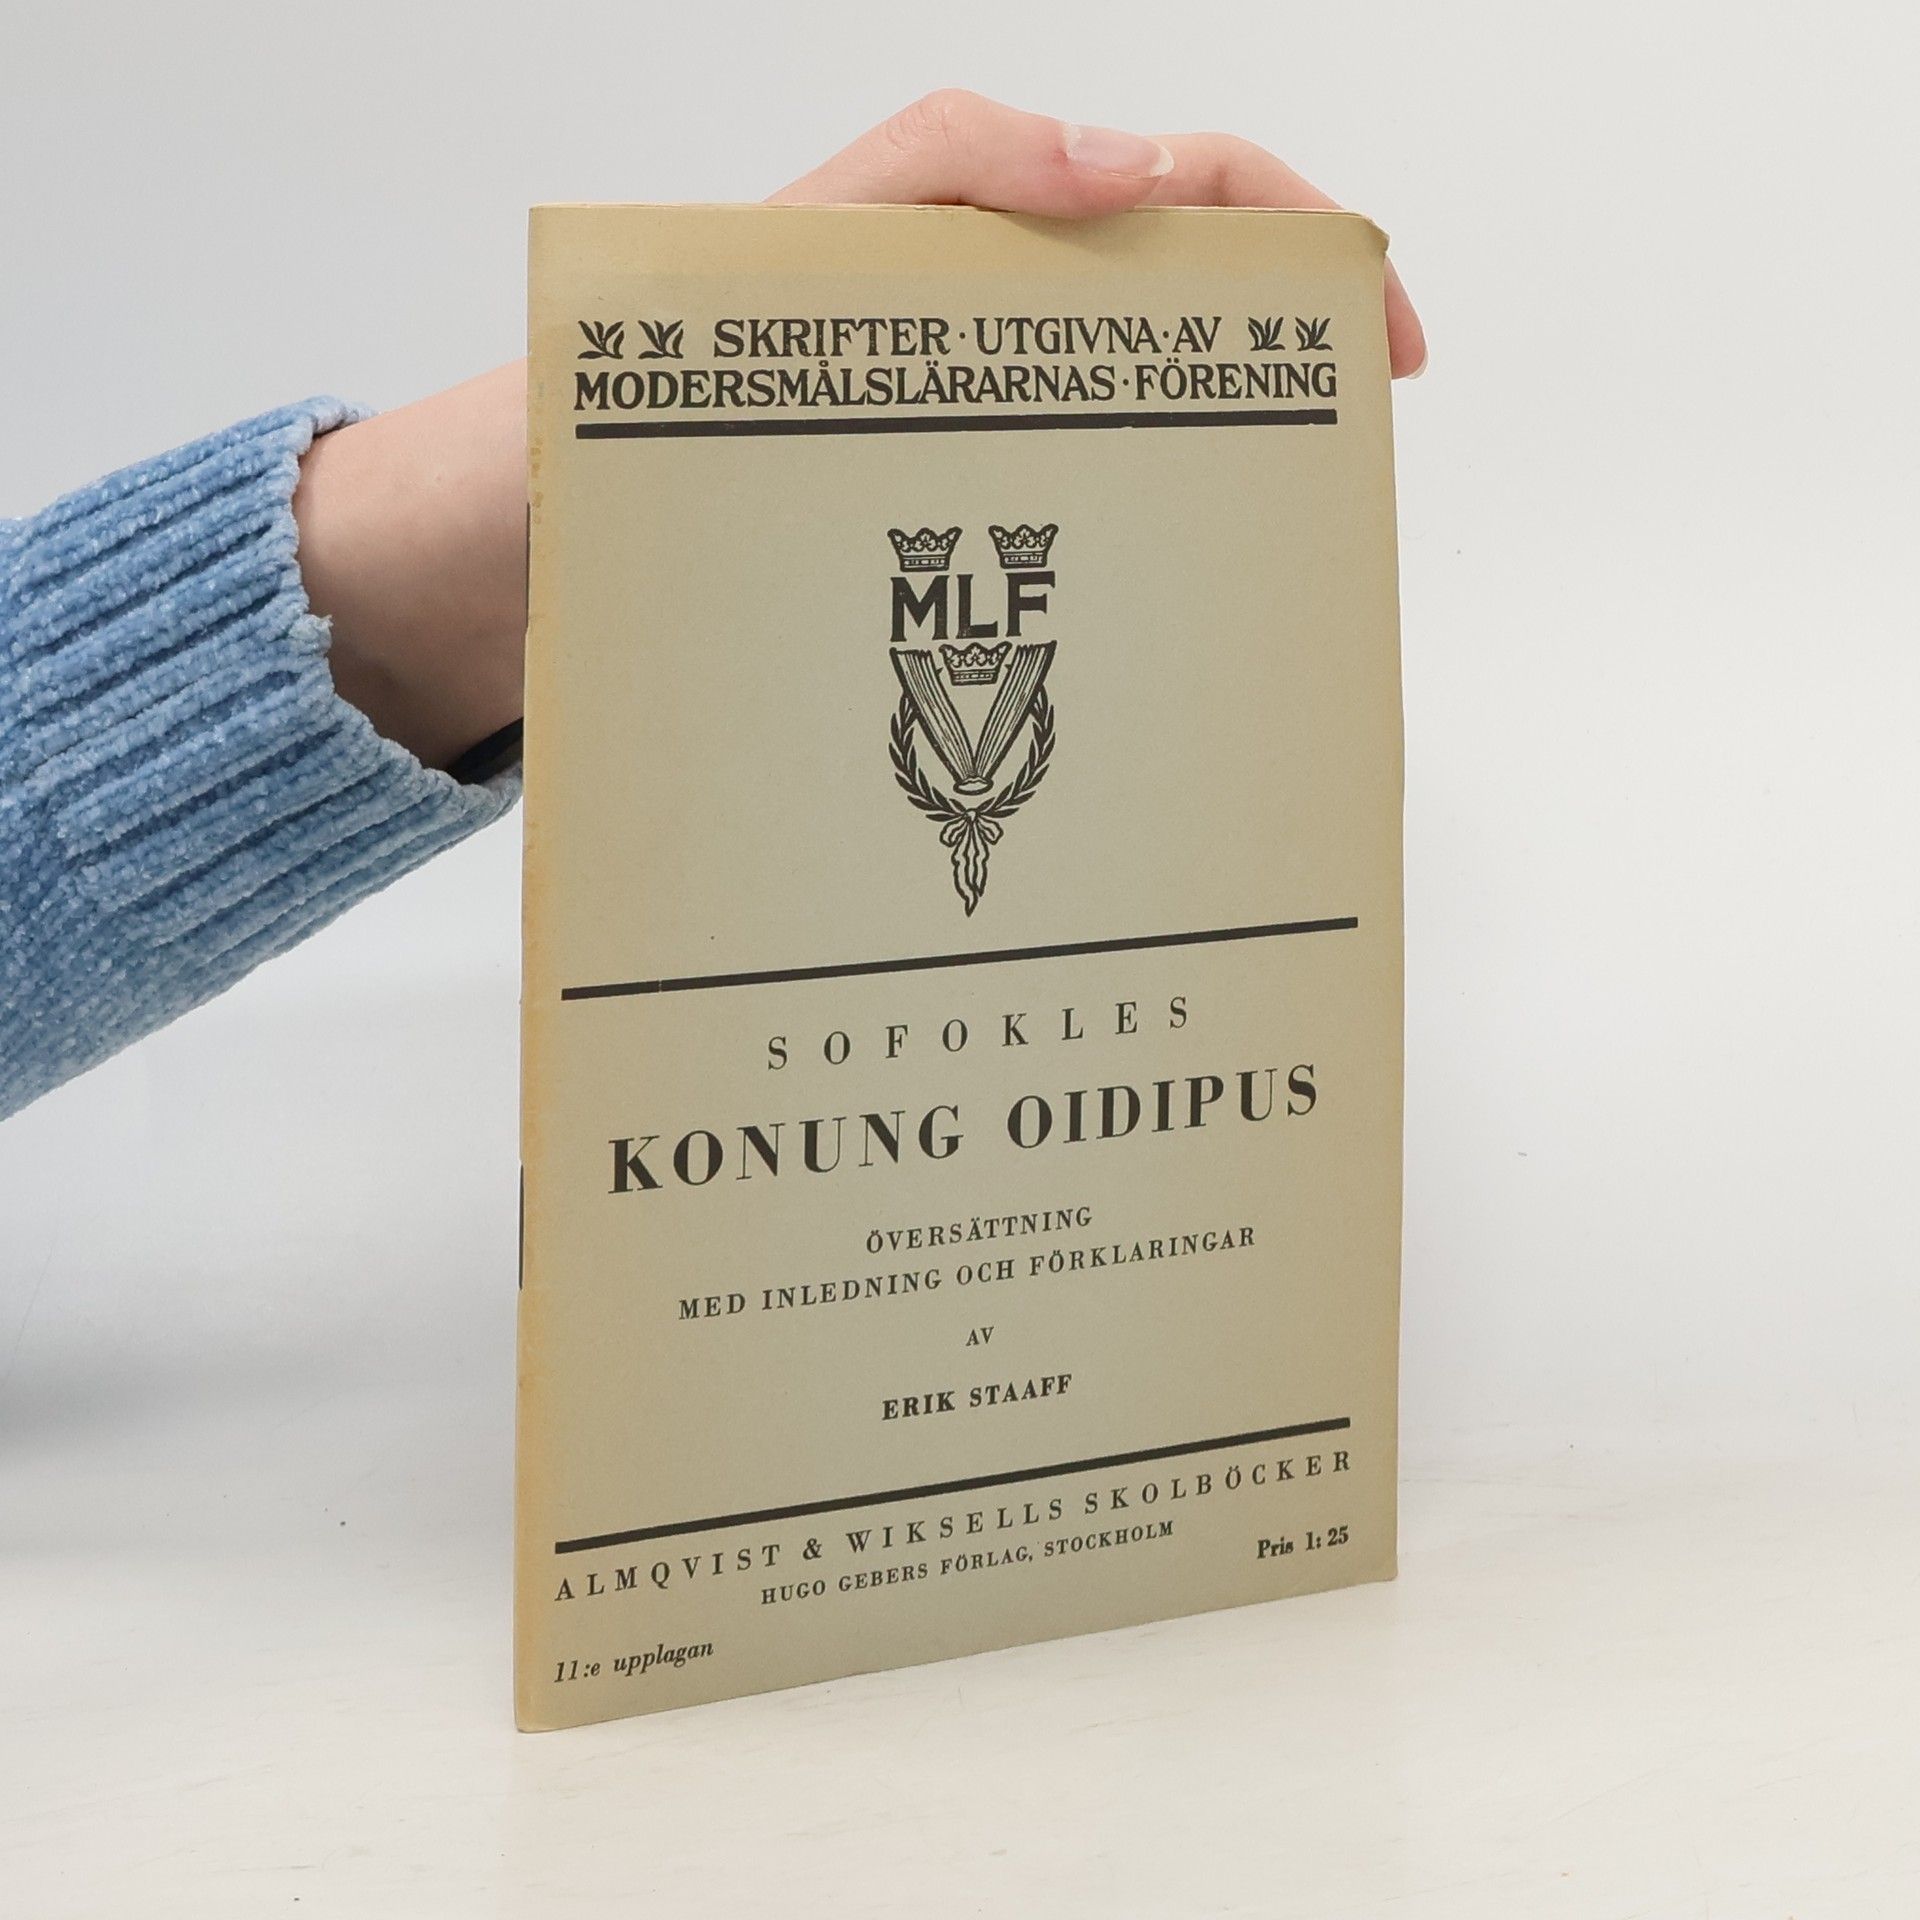 SKRIFTER · UTGIVNA · AV
MODERSMÅLSLÄRARNAS · FÖRENING
MLF
SOFOKLES
KONUNG OIDIPUS
ÖVERSÄTTNING
MED INLEDNING OCH FÖRKLARINGAR
AV
ERIK STAAFF
ALMQVIST & WIKSELLS SKOLBÖCKER
HUGO GEBERS FÖRLAG, STOCKHOLM
Pris 1:25
11:e upplagan